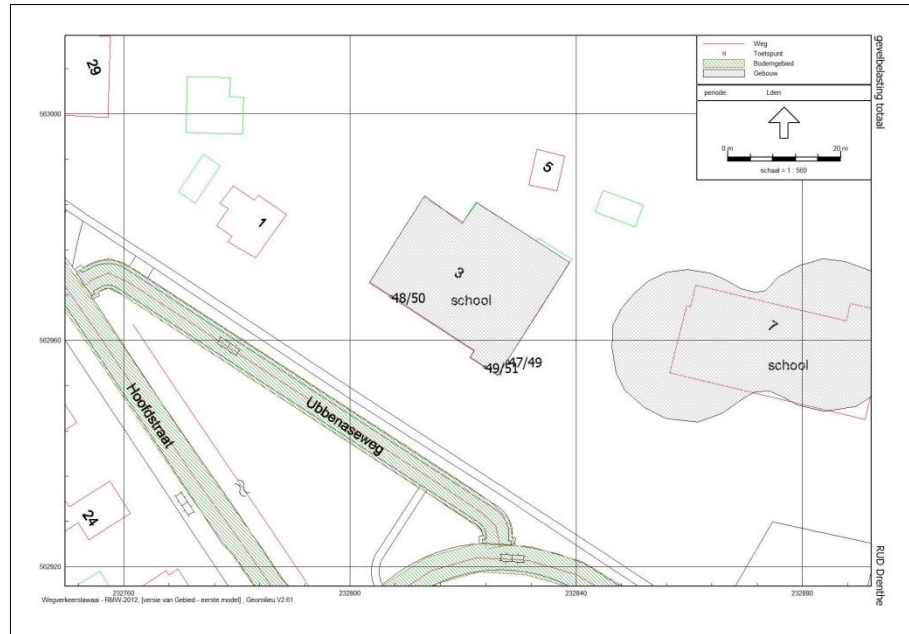 gevelbelasting totaal
Weg
Toetspunt
Bodemgebied
Gebouw
periode: Lden
0 m 20 m
schaal = 1 : 560
29
563000
5
1
3
school
48/50
47/49
49/51
7
school
562960
Ubbenaseweg
Hoofdstraat
24
562920
232760 232800 232840 232880
Wegverkeerslawaai - RMW-2012, [versie van Gebied - eerste model] , Geomilieu V2.61
RUD Drenthe